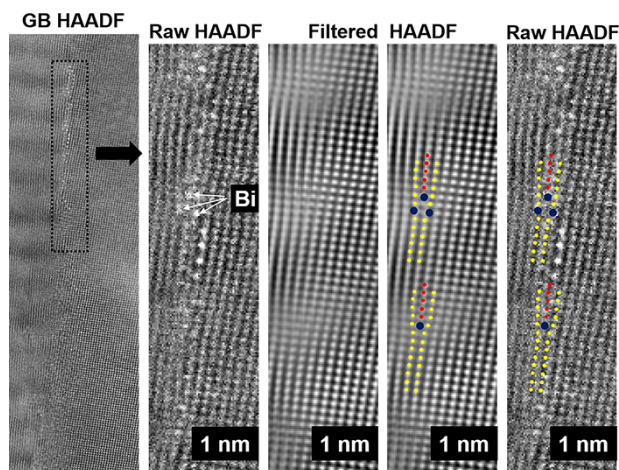 GB HAADF
Raw HAADF
Filtered
HAADF
Raw HAADF
Bi
1 nm
1 nm
1 nm
1 nm